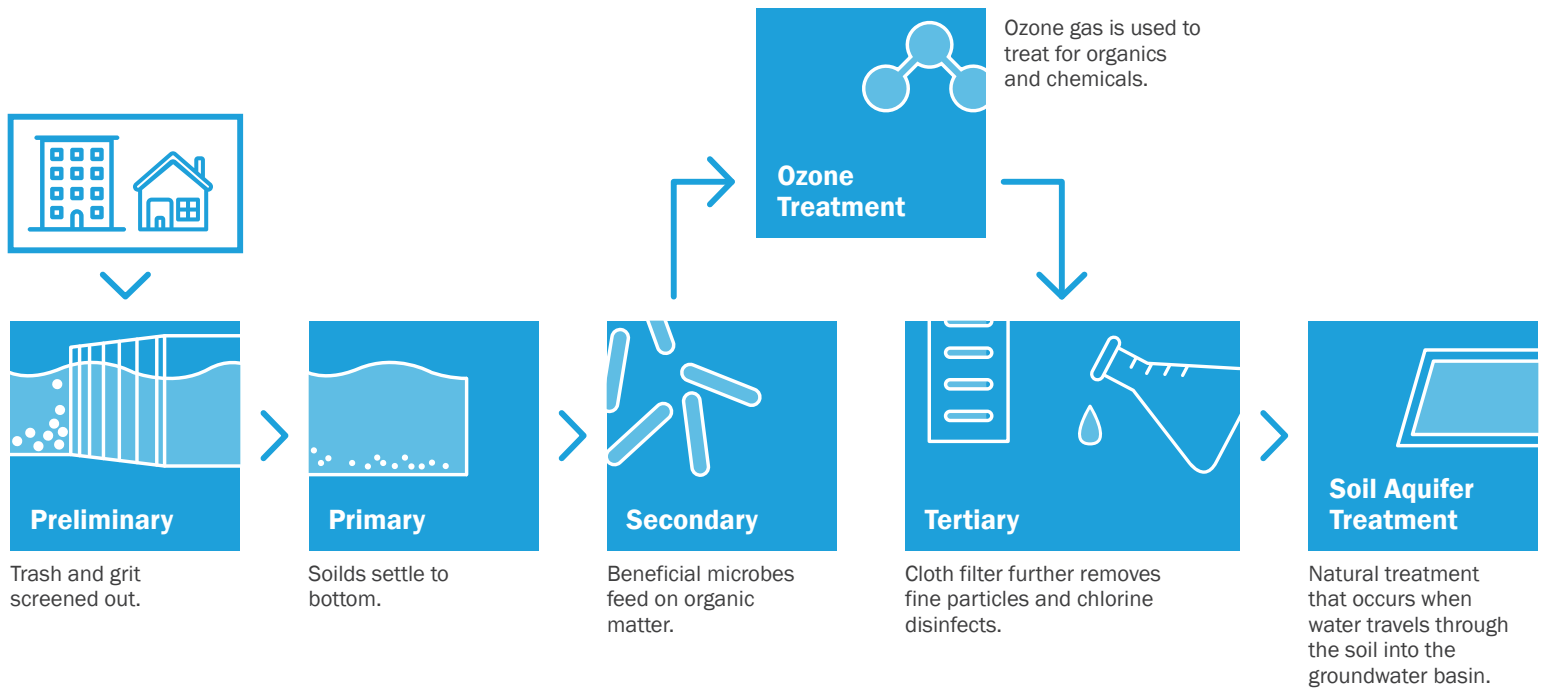 Ozone gas is used to
treat for organics
and chemicals.
Ozone
Treatment
Preliminary
Trash and grit
screened out.
Primary
Soilds settle to
bottom.
Secondary
Beneficial microbes
feed on organic
matter.
Tertiary
Cloth filter further removes
fine particles and chlorine
disinfects.
Soil Aquifer
Treatment
Natural treatment
that occurs when
water travels through
the soil into the
groundwater basin.